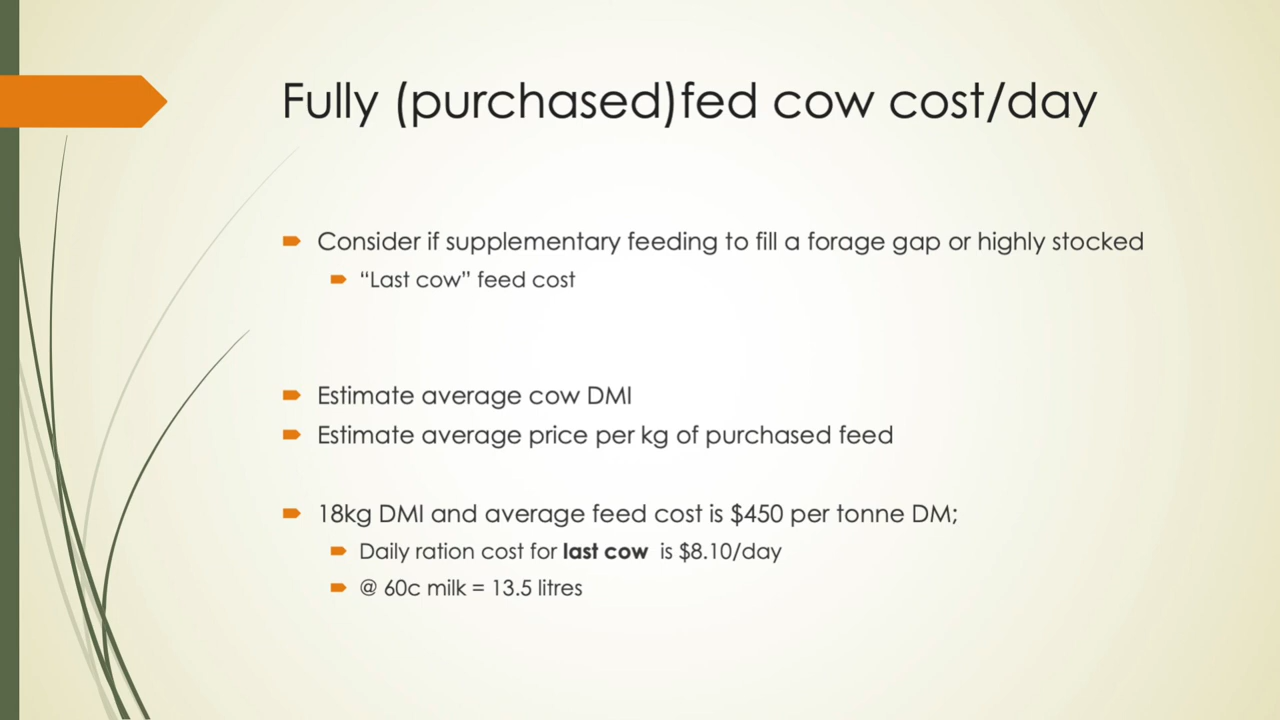 Fully (purchased)fed cow cost/day
Consider if supplementary feeding to fill a forage gap or highly stocked
“Last cow” feed cost
Estimate average cow DMI
Estimate average price per kg of purchased feed
18kg DMI and average feed cost is $450 per tonne DM;
Daily ration cost for last cow is $8.10/day
@ 60c milk = 13.5 litres